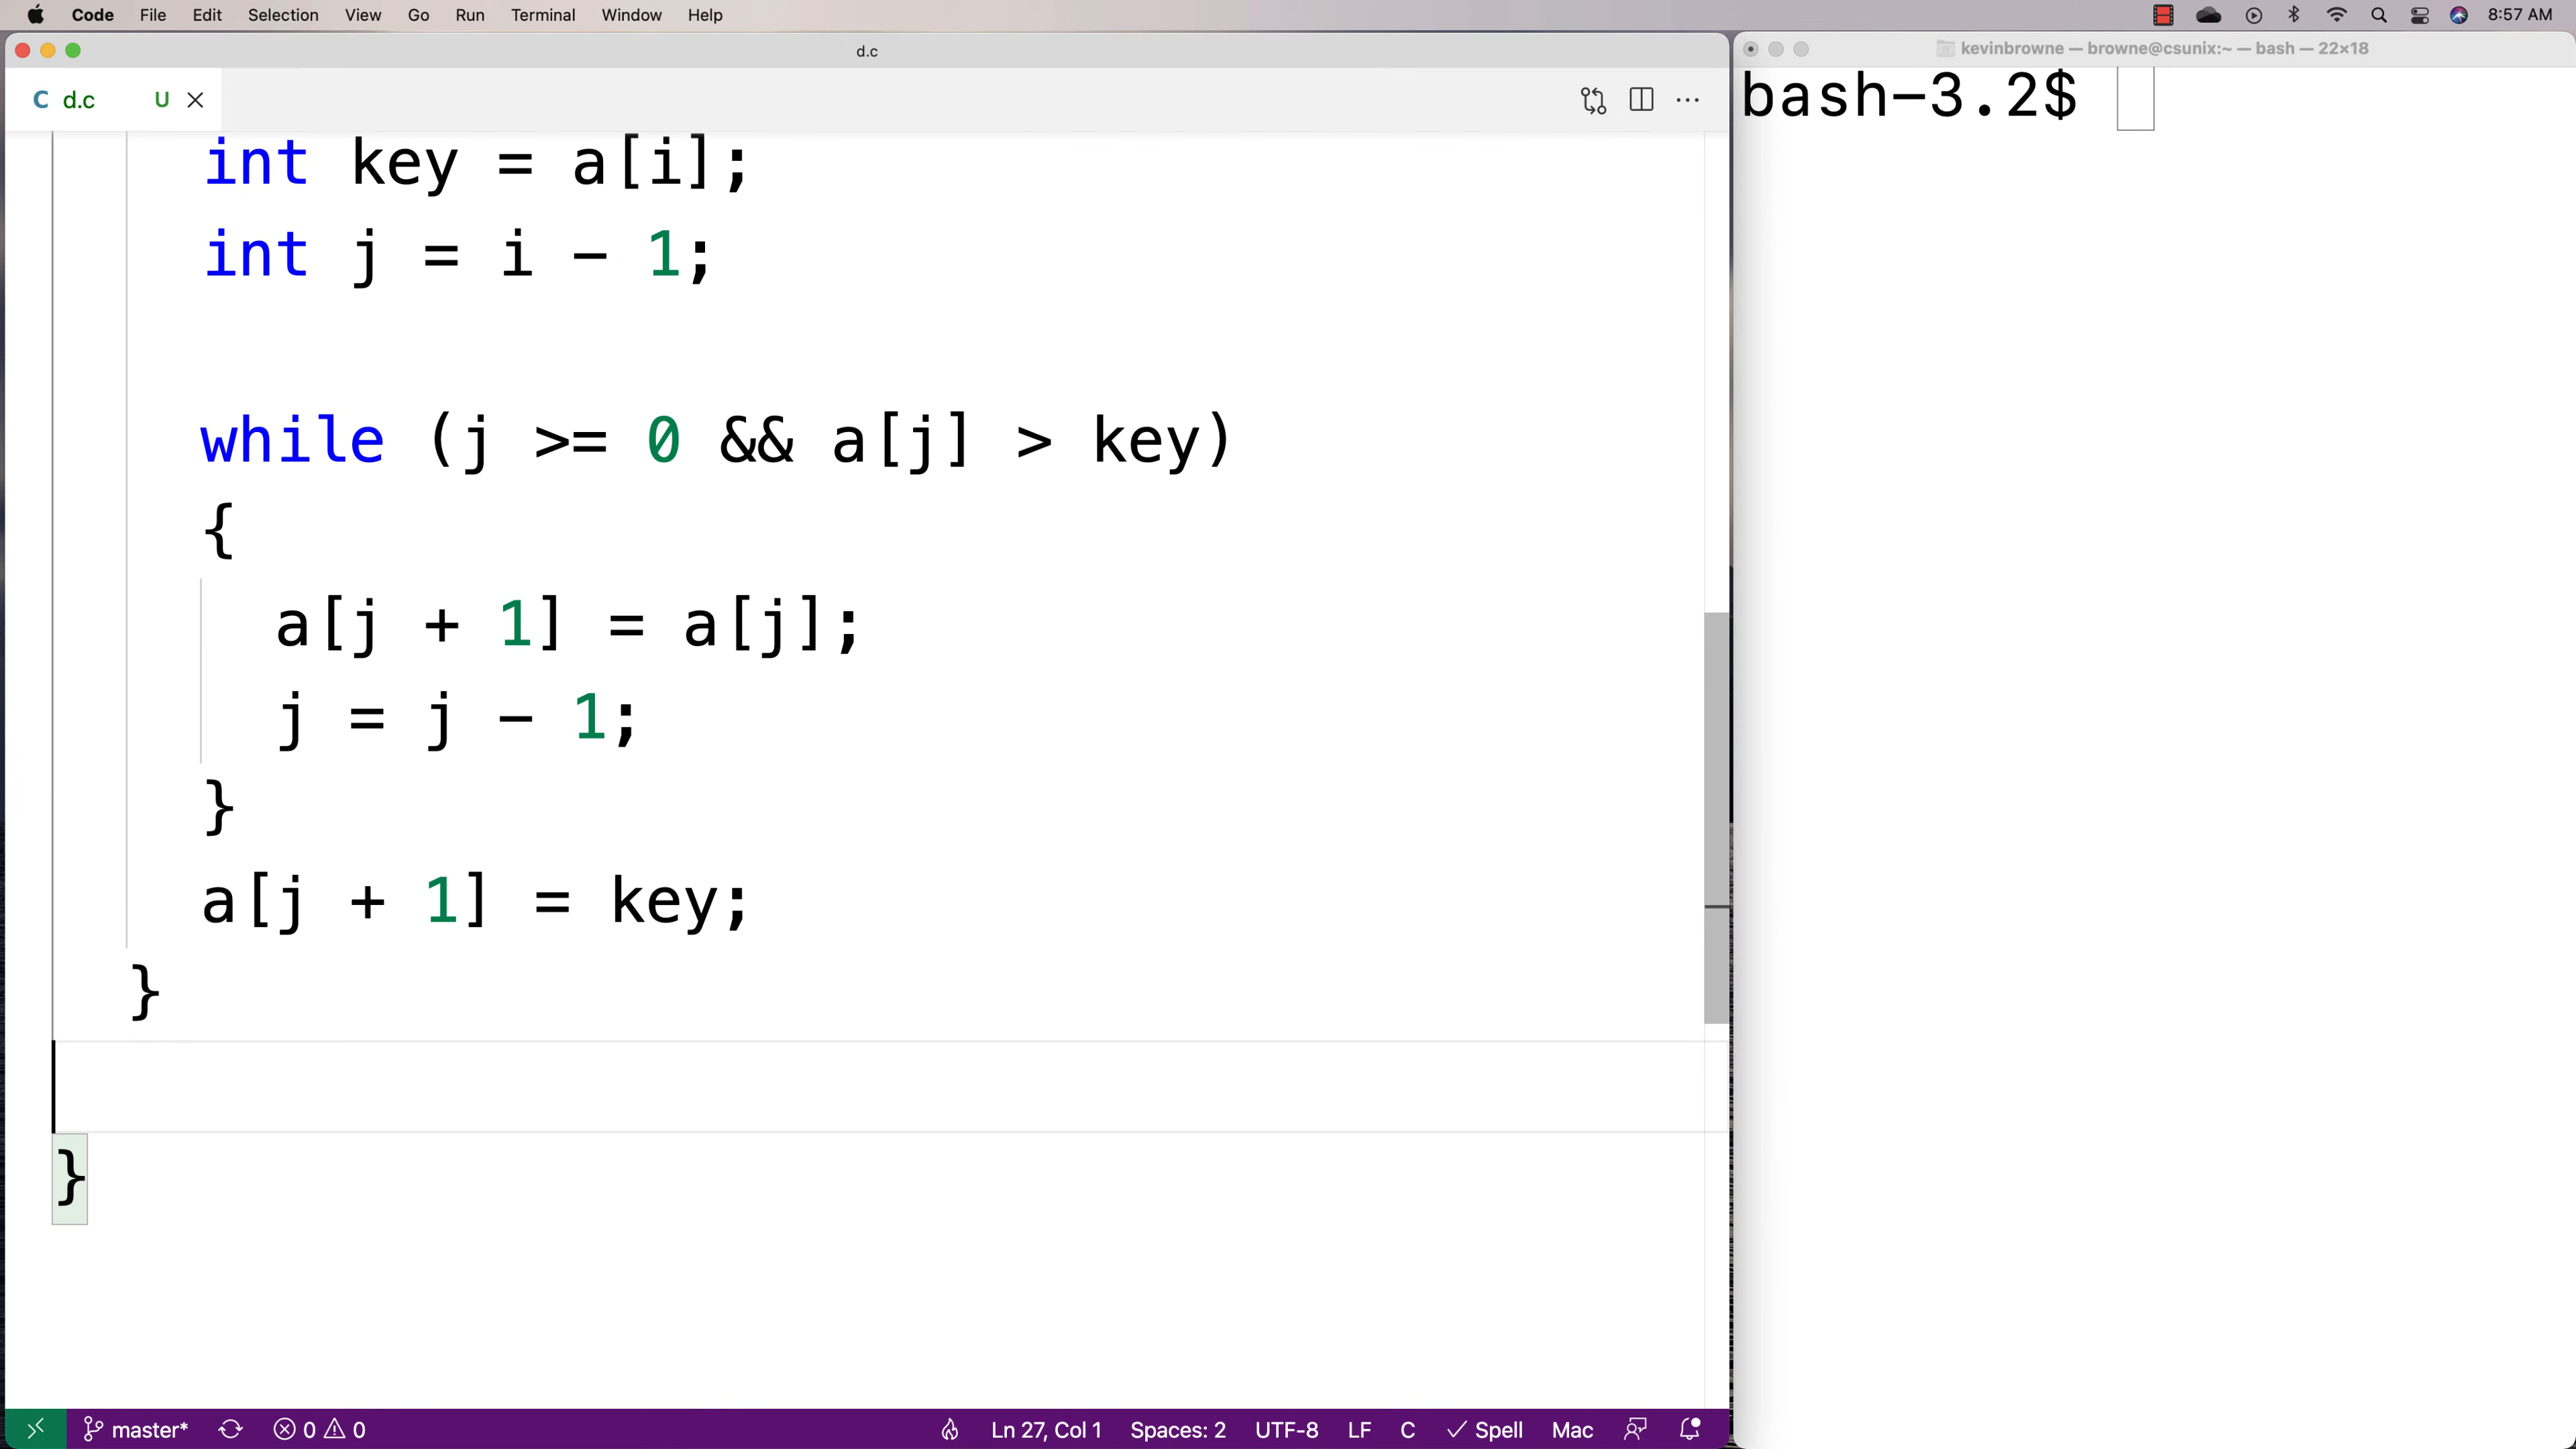 Code File Edit Selection View Go Run Terminal Window Help 8:57 AM
d.c
kevinbrowne — browne@csunix:~ — bash — 22×18
C d.c U
bash-3.2$
int key = a[i];
int j = i - 1;
while (j >= 0 && a[j] > key)
{
a[j + 1] = a[j];
j = j - 1;
}
a[j + 1] = key;
}
}
master* 0 0 Ln 27, Col 1 Spaces: 2 UTF-8 LF C Spell Mac